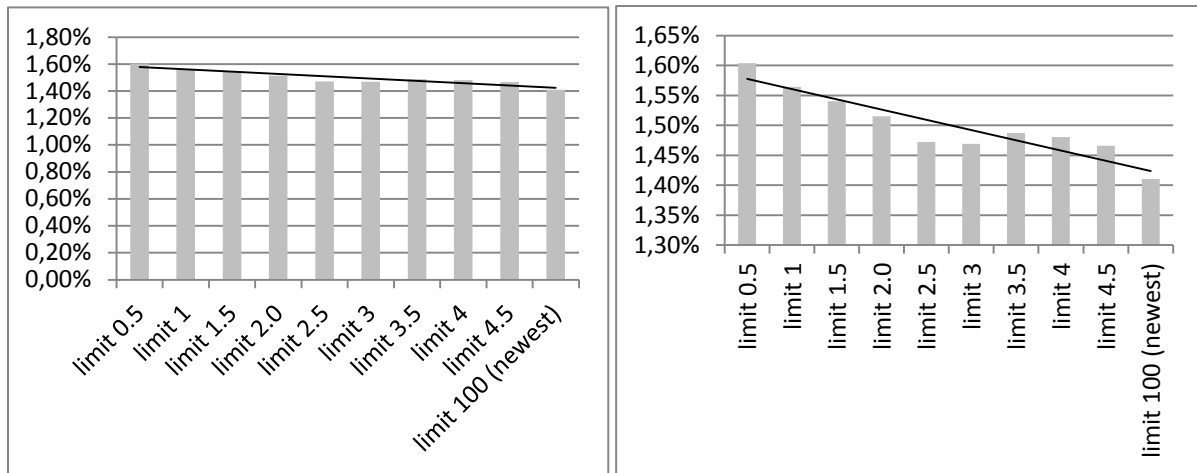 1,80%
1,60%
1,40%
1,20%
1,00%
0,80%
0,60%
0,40%
0,20%
0,00%
limit 0.5
limit 1
limit 1.5
limit 2.0
limit 2.5
limit 3
limit 3.5
limit 4
limit 4.5
limit 100 (newest)
1,65%
1,60%
1,55%
1,50%
1,45%
1,40%
1,35%
1,30%
limit 0.5
limit 1
limit 1.5
limit 2.0
limit 2.5
limit 3
limit 3.5
limit 4
limit 4.5
limit 100 (newest)